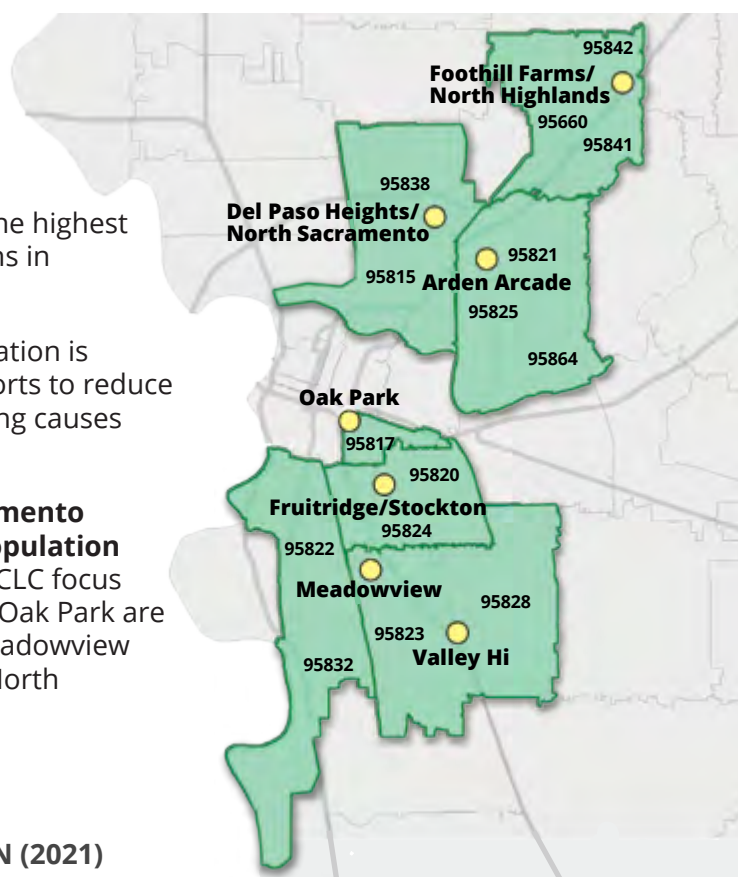 ne highest
ns in
ation is
orts to reduce
ng causes
mento
opulation
CLC focus
Oak Park are
adowview
North
N (2021)
95842
Foothill Farms/
North Highlands
95660
95841
95838
Del Paso Heights/
North Sacramento
95815
95821
Arden Arcade
95825
95864
Oak Park
95817
95820
Fruitridge/Stockton
95824
95822
Meadowview
95828
95823
Valley Hi
95832